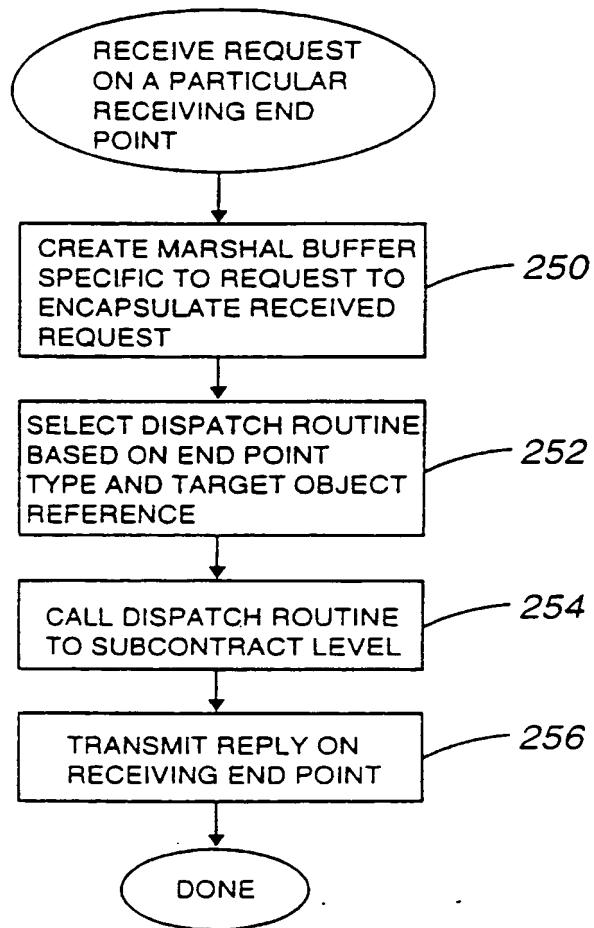 RECEIVE REQUEST
ON A PARTICULAR
RECEIVING END
POINT
CREATE MARSHAL BUFFER
SPECIFIC TO REQUEST TO
ENCAPSULATE RECEIVED
REQUEST
250
SELECT DISPATCH ROUTINE
BASED ON END POINT
TYPE AND TARGET OBJECT
REFERENCE
252
CALL DISPATCH ROUTINE
TO SUBCONTRACT LEVEL
254
TRANSMIT REPLY ON
RECEIVING END POINT
256
DONE